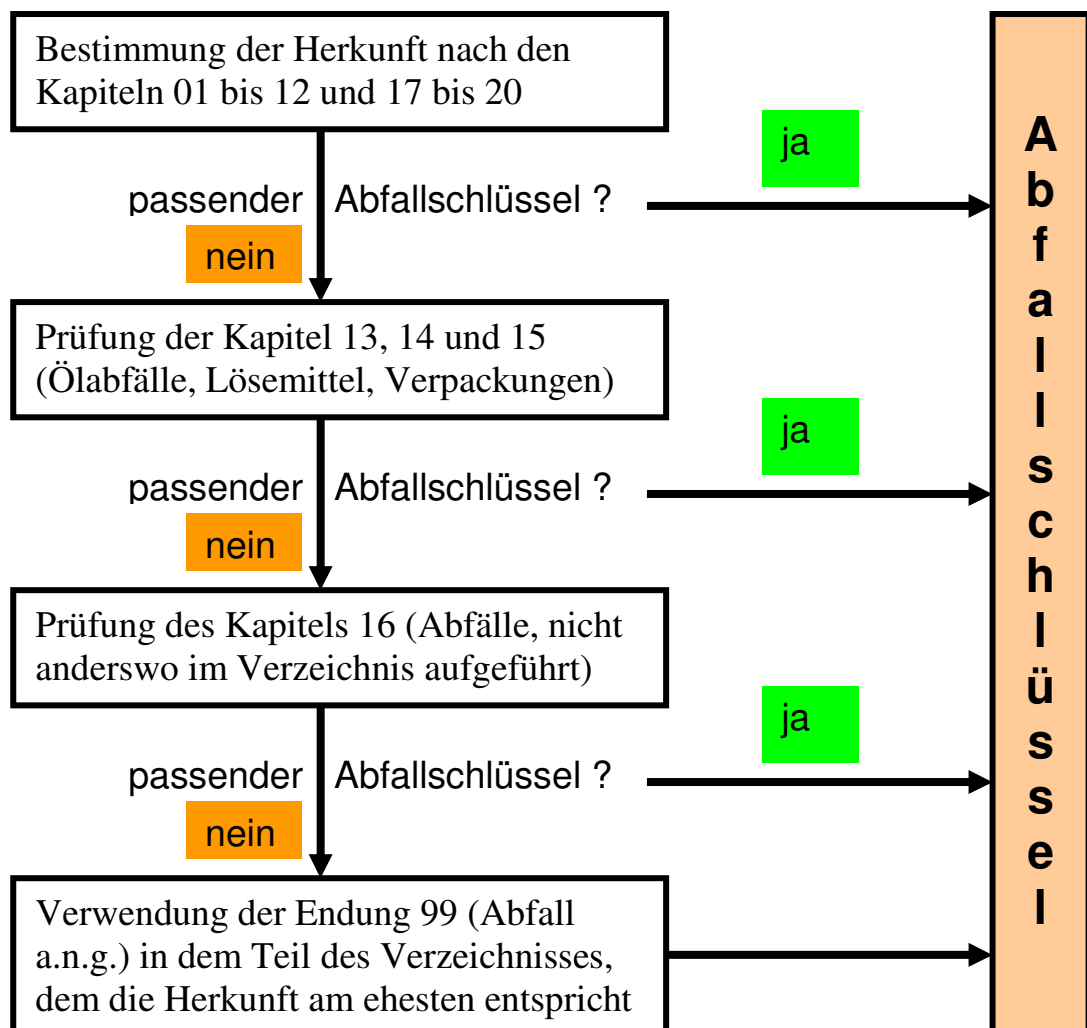 Bestimmung der Herkunft nach den
Kapiteln 01 bis 12 und 17 bis 20
ja
passender Abfallschlüssel ?
nein
Prüfung der Kapitel 13, 14 und 15
(Ölabfälle, Lösemittel, Verpackungen)
ja
passender Abfallschlüssel ?
nein
Prüfung des Kapitels 16 (Abfälle, nicht
anderswo im Verzeichnis aufgeführt)
ja
passender Abfallschlüssel ?
nein
Verwendung der Endung 99 (Abfall
a.n.g.) in dem Teil des Verzeichnisses,
dem die Herkunft am ehesten entspricht
Abfallschlüssel